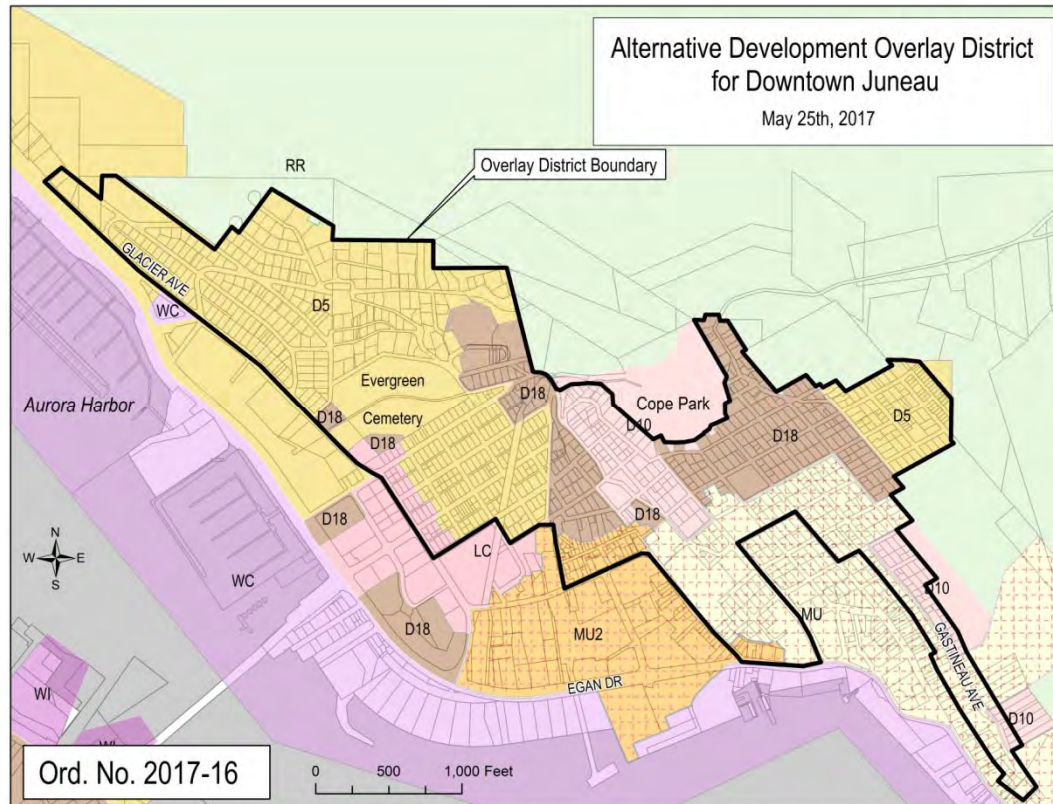 Alternative Development Overlay District
for Downtown Juneau
May 25th, 2017
RR
Overlay District Boundary
GLACIER AVE
WC
D5
Aurora Harbor
Evergreen
Cemetery
D18
D18
D18
Cope Park
D10
D18
D5
D18
D18
WC
LC
D18
MU2
MU
D10
GASTINEAU AVE
D10
EGAN DR
WI
WI
N
W
E
S
Ord. No. 2017-16
0 500 1,000 Feet